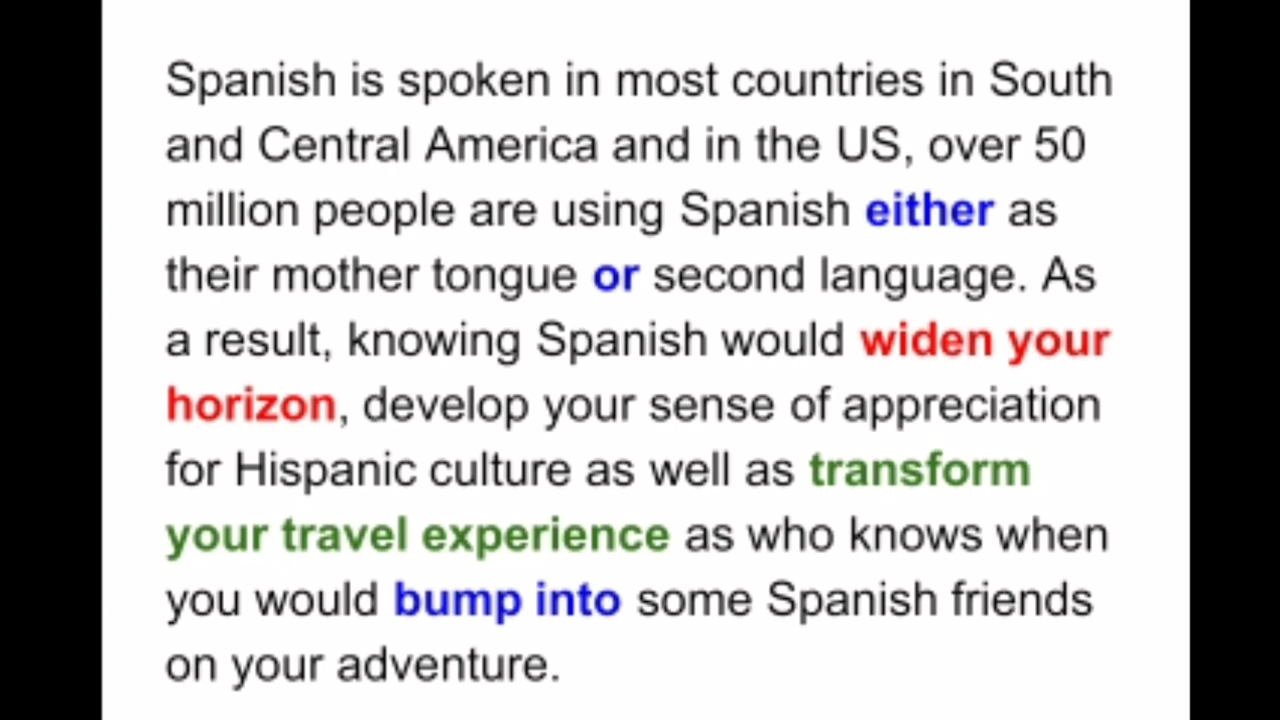 Spanish is spoken in most countries in South
and Central America and in the US, over 50
million people are using Spanish either as
their mother tongue or second language. As
a result, knowing Spanish would widen your
horizon, develop your sense of appreciation
for Hispanic culture as well as transform
your travel experience as who knows when
you would bump into some Spanish friends
on your adventure.